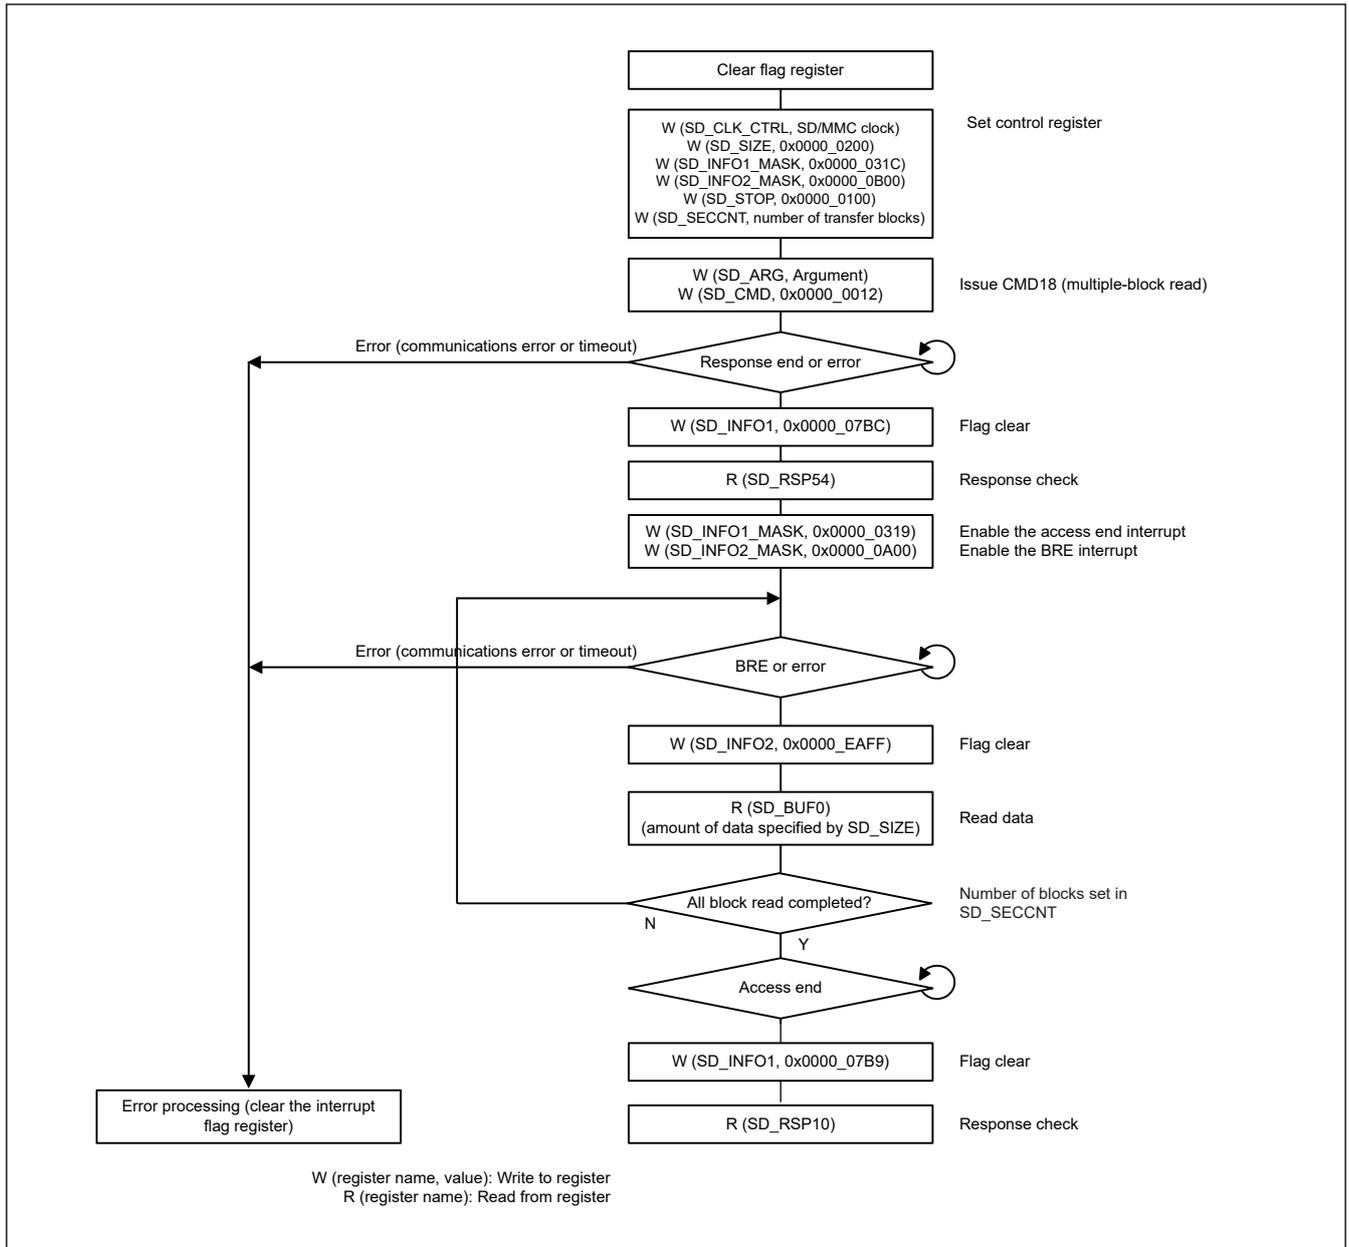 Clear flag register
W (SD_CLK_CTRL, SD/MMC clock)
W (SD_SIZE, 0x0000_0200)
W (SD_INFO1_MASK, 0x0000_031C)
W (SD_INFO2_MASK, 0x0000_0B00)
W (SD_STOP, 0x0000_0100)
W (SD_SECCNT, number of transfer blocks)
Set control register
W (SD_ARG, Argument)
W (SD_CMD, 0x0000_0012)
Issue CMD18 (multiple-block read)
Error (communications error or timeout)
Response end or error
W (SD_INFO1, 0x0000_07BC)
Flag clear
R (SD_RSP54)
Response check
W (SD_INFO1_MASK, 0x0000_0319)
W (SD_INFO2_MASK, 0x0000_0A00)
Enable the access end interrupt
Enable the BRE interrupt
Error (communications error or timeout)
BRE or error
W (SD_INFO2, 0x0000_EAFF)
Flag clear
R (SD_BUF0)
(amount of data specified by SD_SIZE)
Read data
All block read completed?
Number of blocks set in
SD_SECCNT
N
Y
Access end
W (SD_INFO1, 0x0000_07B9)
Flag clear
Error processing (clear the interrupt
flag register)
R (SD_RSP10)
Response check
W (register name, value): Write to register
R (register name): Read from register